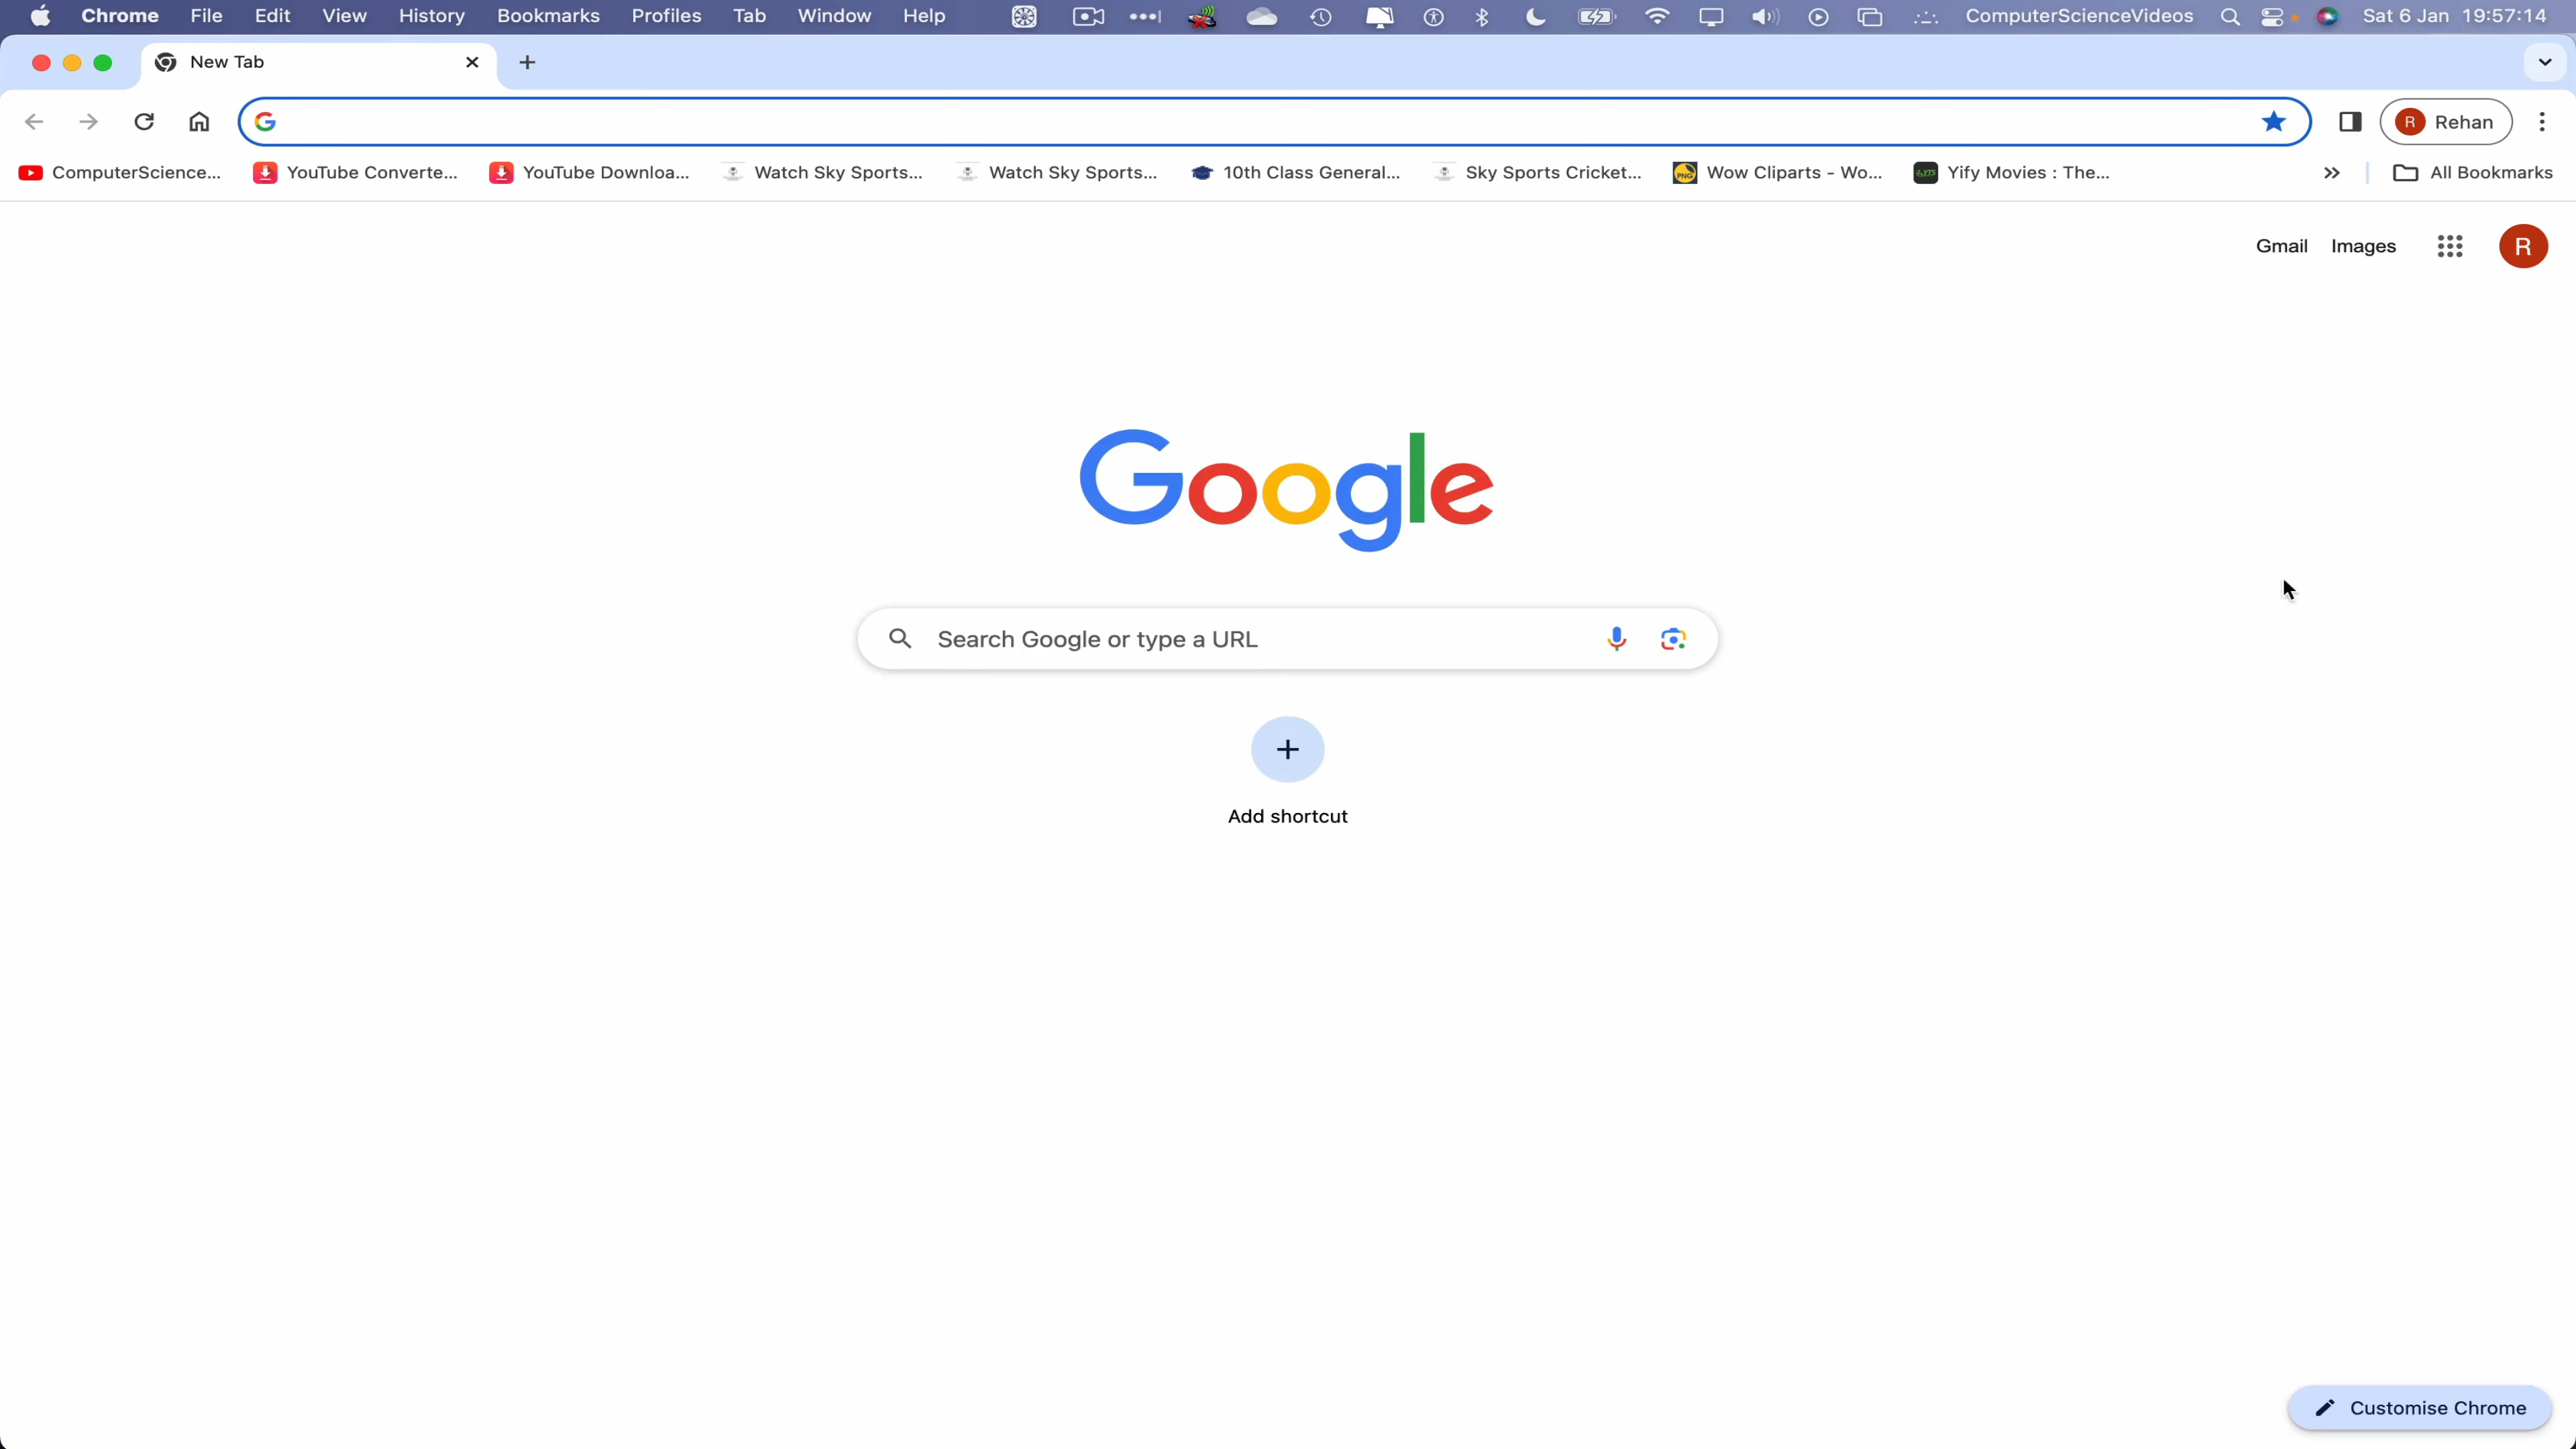 Chrome File Edit View History Bookmarks Profiles Tab Window Help ComputerScienceVideos Sat 6 Jan 19:57:14
New Tab
R Rehan
ComputerScience... YouTube Converte... YouTube Downloa... Watch Sky Sports... Watch Sky Sports... 10th Class General... Sky Sports Cricket... PNG Wow Cliparts - Wo... Yify Movies : The... All Bookmarks
Gmail Images R
Google
Search Google or type a URL
Add shortcut
Customise Chrome